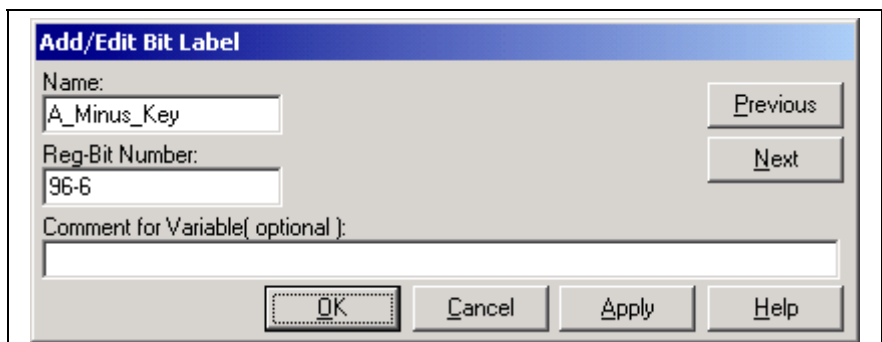 Add/Edit Bit Label
Name:
A_Minus_Key
Previous
Reg-Bit Number:
Next
96-6
Comment for Variable( optional ):
OK Cancel Apply Help